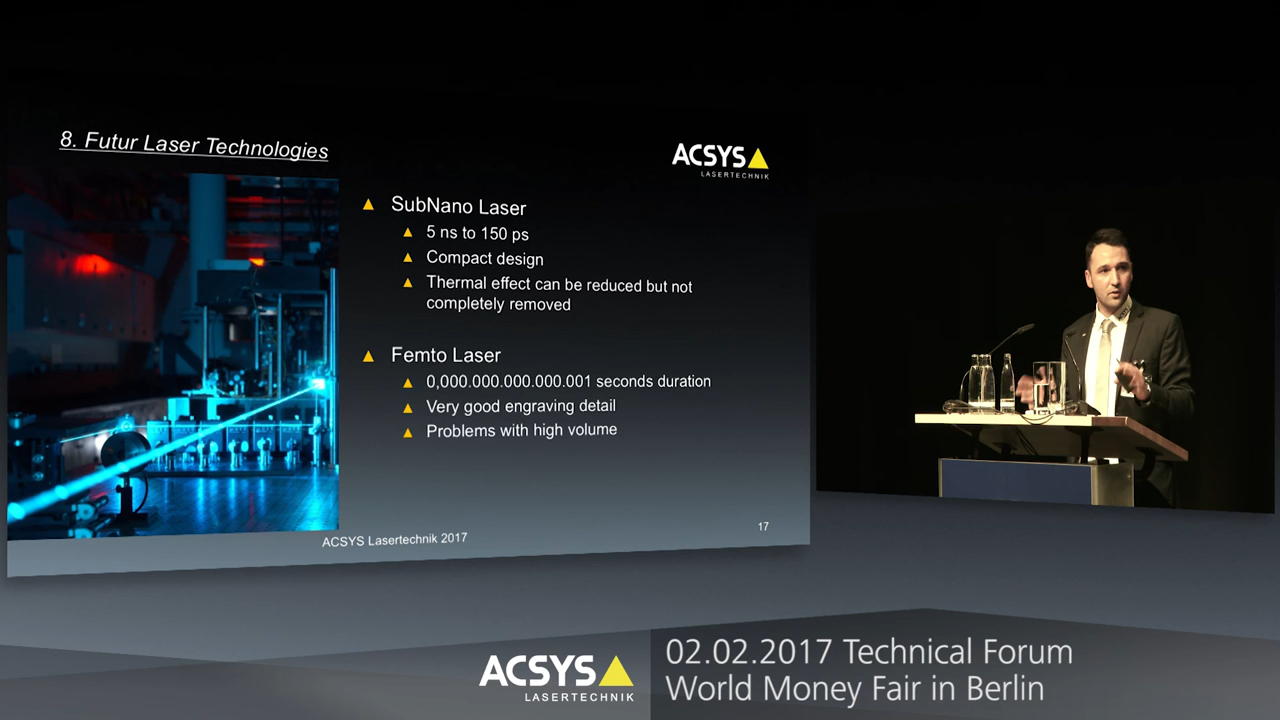 8. Futur Laser Technologies
ACSYS
LASERTECHNIK
SubNano Laser
5 ns to 150 ps
Compact design
Thermal effect can be reduced but not
completely removed
Femto Laser
0,000.000.000.000.001 seconds duration
Very good engraving detail
Problems with high volume
ACSYS Lasertechnik 2017
17
ACSYS
LASERTECHNIK
02.02.2017 Technical Forum
World Money Fair in Berlin